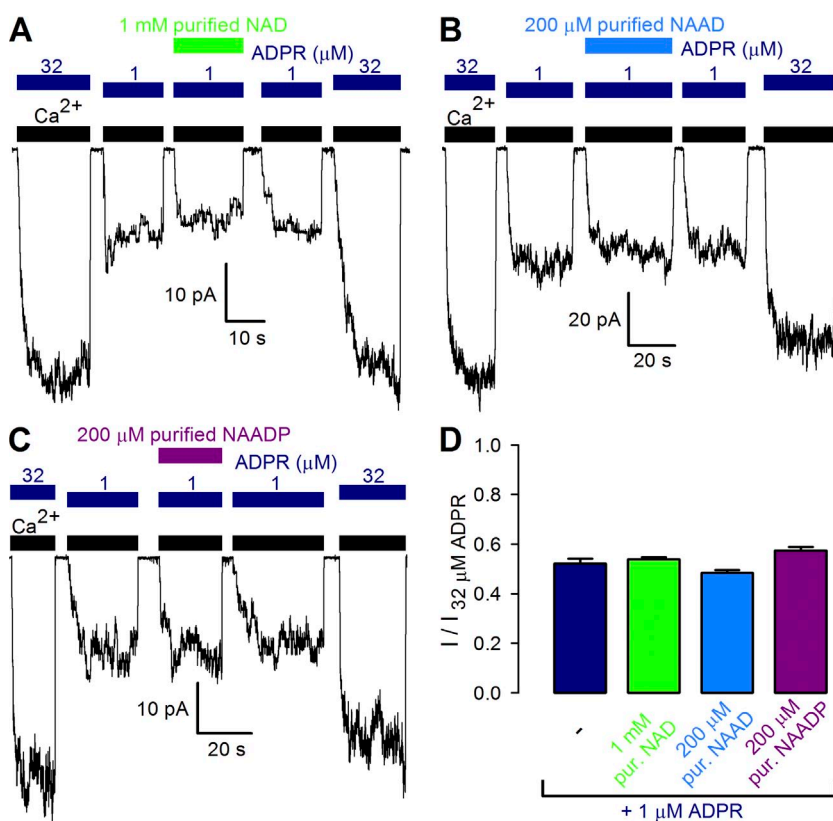 A
1 mM purified NAD
ADPR (μM)
32 1 1 1 32
Ca2+
10 pA
10 s
B
200 μM purified NAAD
ADPR (μM)
32 1 1 1 32
Ca2+
20 pA
20 s
C
200 μM purified NAADP
ADPR (μM)
32 1 1 1 32
Ca2+
10 pA
20 s
D
I / I 32 μM ADPR
1.0
0.8
0.6
0.4
0.2
0.0
-
1 mM
pur. NAD
200 μM
pur. NAAD
200 μM
pur. NAADP
+ 1 μM ADPR